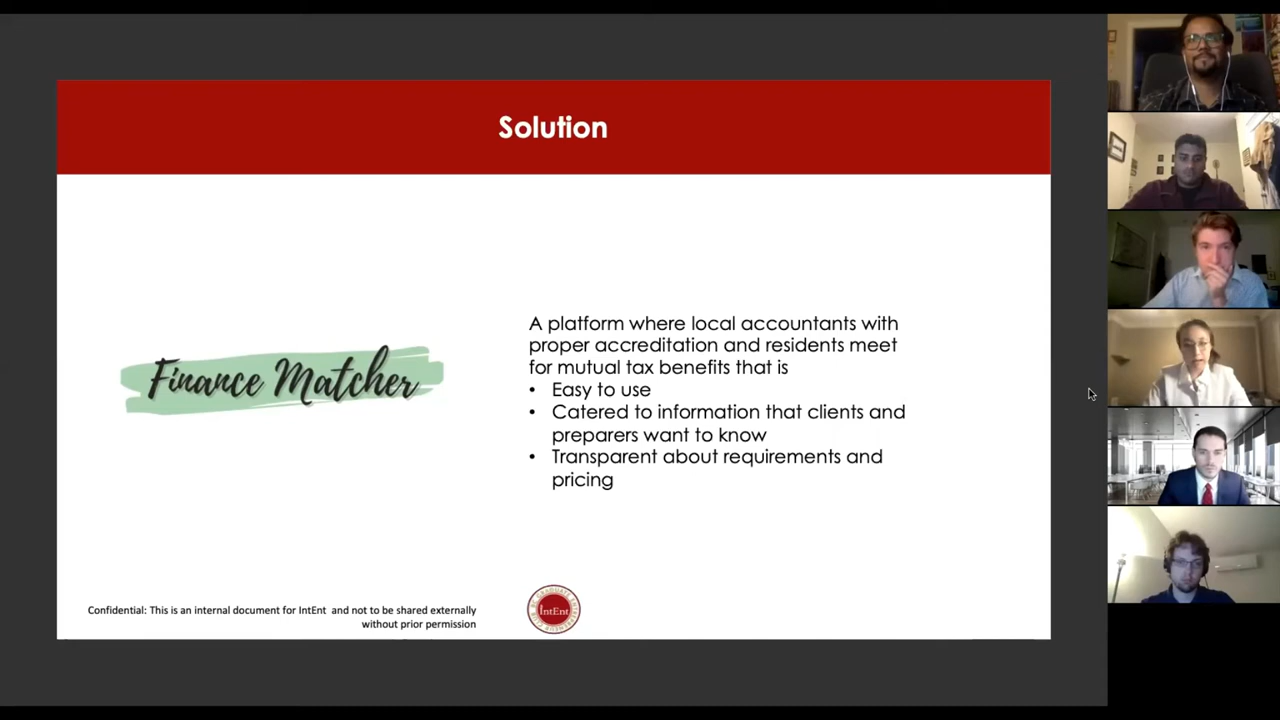 Solution
Finance Matcher
A platform where local accountants with
proper accreditation and residents meet
for mutual tax benefits that is
• Easy to use
• Catered to information that clients and
preparers want to know
• Transparent about requirements and
pricing
Confidential: This is an internal document for IntEnt and not to be shared externally
without prior permission
IntEnt